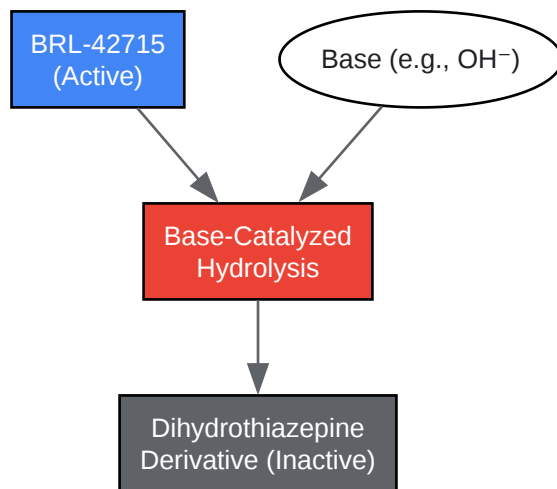 BRL-42715
(Active)
Base (e.g., OH⁻)
Base-Catalyzed
Hydrolysis
Dihydrothiazepine
Derivative (Inactive)